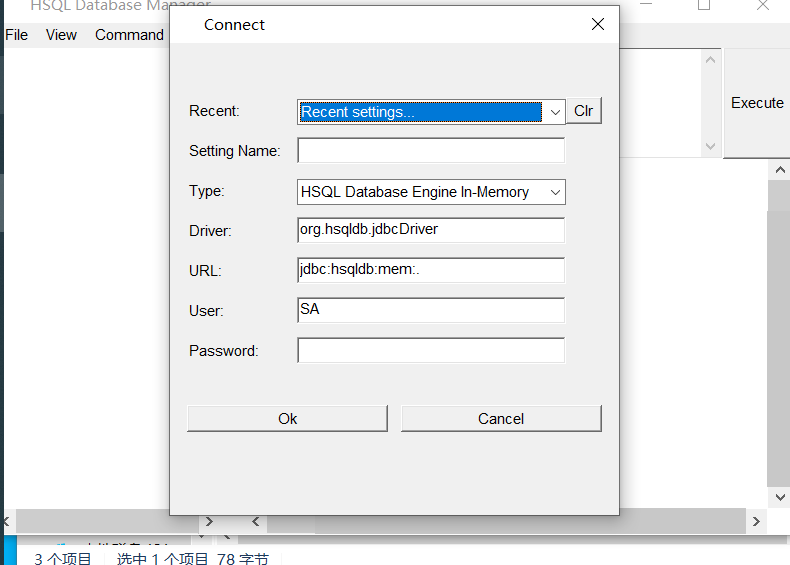 HSQL Database Manager
Connect
File View Command
Recent: Recent settings... Clr
Execute
Setting Name:
Type: HSQL Database Engine In-Memory
Driver: org.hsqldb.jdbcDriver
URL: jdbc:hsqldb:mem:.
User: SA
Password:
Ok Cancel
3 个项目 选中 1 个项目 78 字节